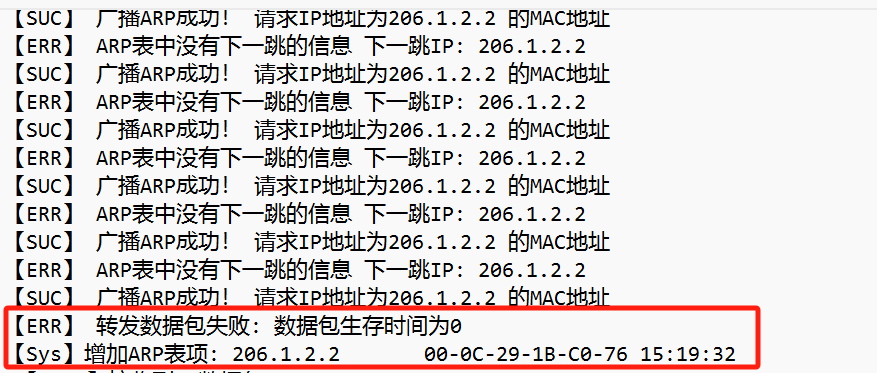 【SUC】 广播ARP成功! 请求IP地址为206.1.2.2 的MAC地址
【ERR】 ARP表中没有下一跳的信息 下一跳IP: 206.1.2.2
【SUC】 广播ARP成功! 请求IP地址为206.1.2.2 的MAC地址
【ERR】 ARP表中没有下一跳的信息 下一跳IP: 206.1.2.2
【SUC】 广播ARP成功! 请求IP地址为206.1.2.2 的MAC地址
【ERR】 ARP表中没有下一跳的信息 下一跳IP: 206.1.2.2
【SUC】 广播ARP成功! 请求IP地址为206.1.2.2 的MAC地址
【ERR】 ARP表中没有下一跳的信息 下一跳IP: 206.1.2.2
【SUC】 广播ARP成功! 请求IP地址为206.1.2.2 的MAC地址
【ERR】 ARP表中没有下一跳的信息 下一跳IP: 206.1.2.2
【SUC】 广播ARP成功! 请求IP地址为206.1.2.2 的MAC地址
【ERR】 转发数据包失败: 数据包生存时间为0
【Sys】增加ARP表项: 206.1.2.2 00-0C-29-1B-C0-76 15:19:32